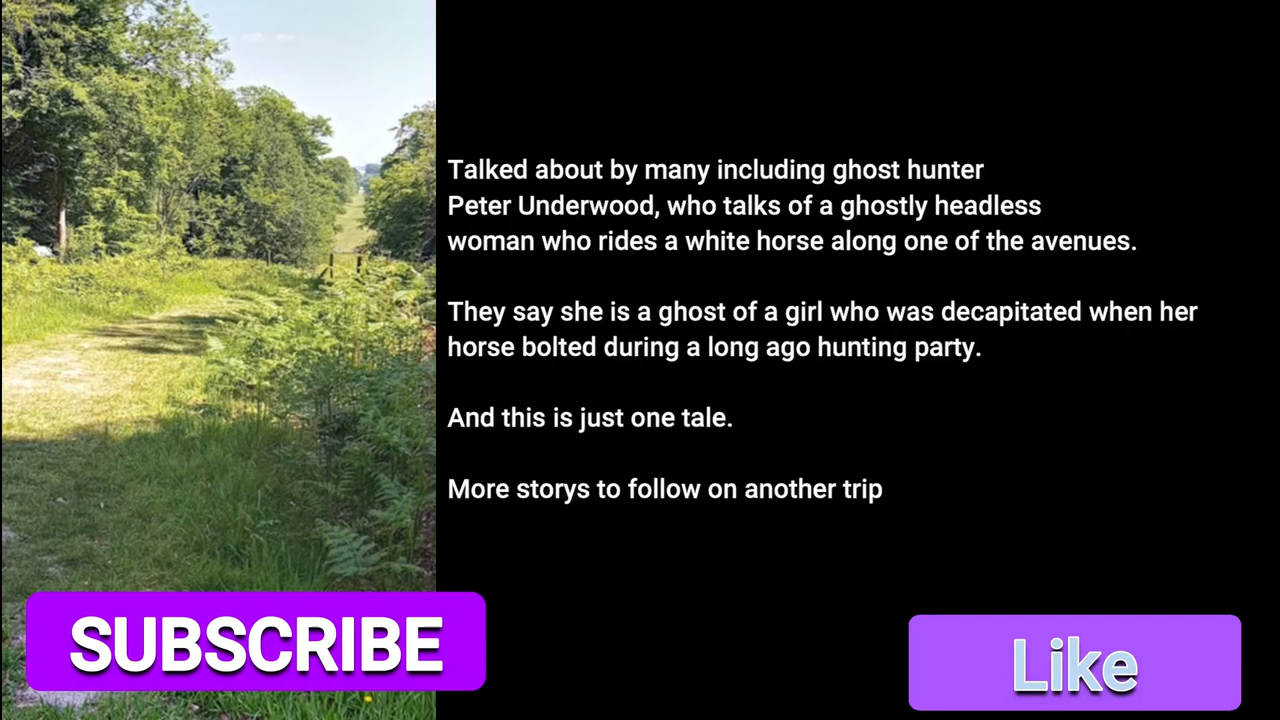 Talked about by many including ghost hunter
Peter Underwood, who talks of a ghostly headless
woman who rides a white horse along one of the avenues.
They say she is a ghost of a girl who was decapitated when her
horse bolted during a long ago hunting party.
And this is just one tale.
More storys to follow on another trip
SUBSCRIBE
Like